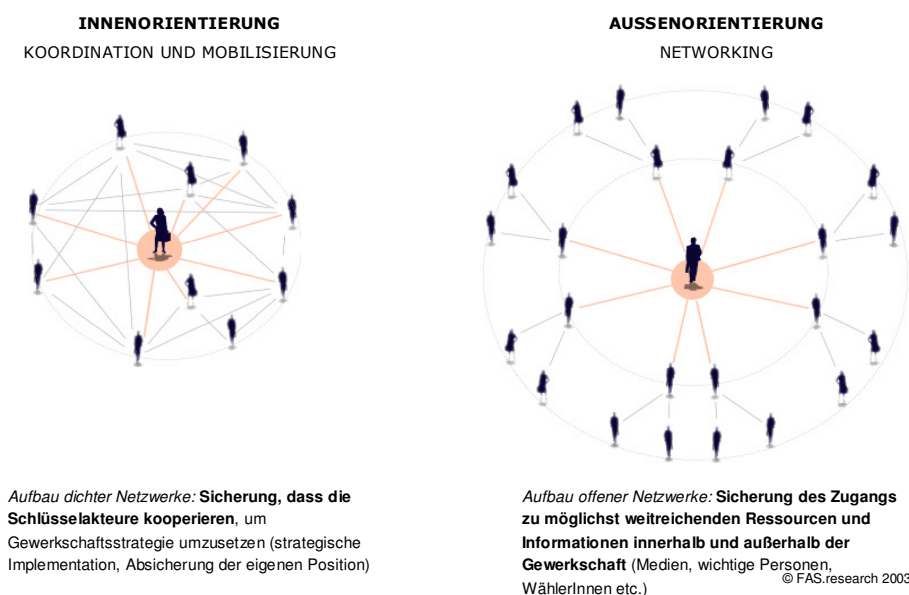 INNENORIENTIERUNG
KOORDINATION UND MOBILISIERUNG
AUSSENORIENTIERUNG
NETWORKING
Aufbau dichter Netzwerke: Sicherung, dass die
Schlüsselakteure kooperieren, um
Gewerkschaftsstrategie umzusetzen (strategische
Implementation, Absicherung der eigenen Position)
Aufbau offener Netzwerke: Sicherung des Zugangs
zu möglichst weitreichenden Ressourcen und
Informationen innerhalb und außerhalb der
Gewerkschaft (Medien, wichtige Personen,
WählerInnen etc.)
© FAS.research 2003